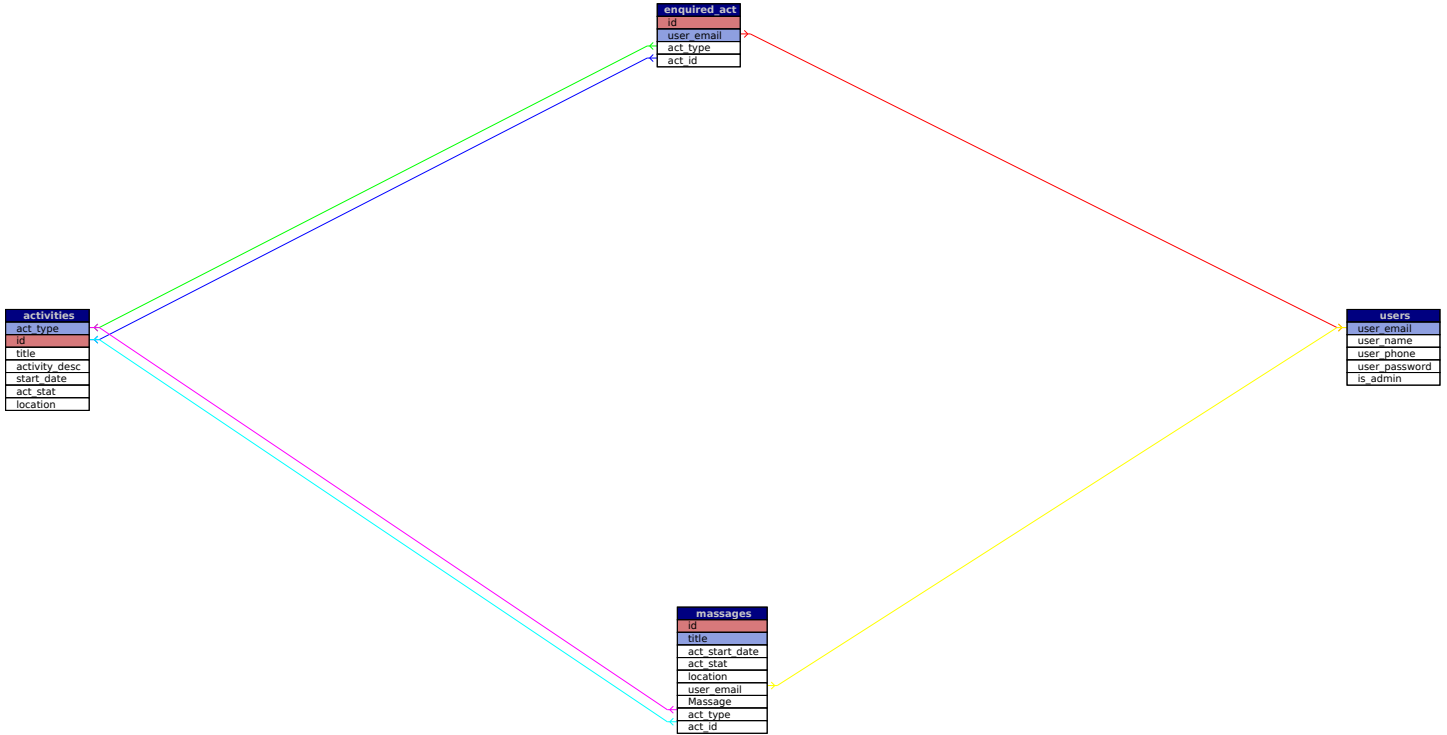 enquired_act
id
user_email
act_type
act_id
activities
act_type
id
title
activity_desc
start_date
act_stat
location
users
user_email
user_name
user_phone
user_password
is_admin
massages
id
title
act_start_date
act_stat
location
user_email
Massage
act_type
act_id